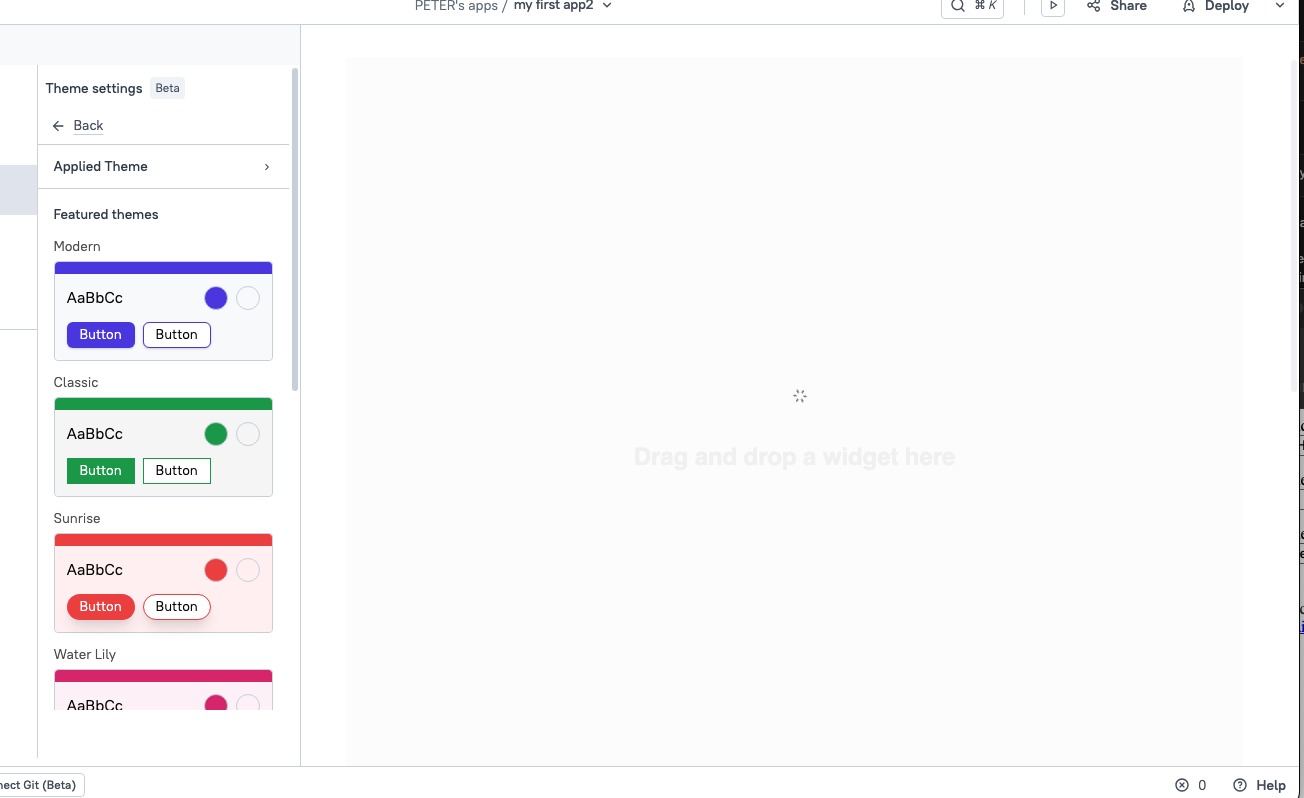 PETER's apps / my first app2
⌘ K
Share
Deploy
Theme settings Beta
Back
Applied Theme
Featured themes
Modern
AaBbCc
Button Button
Classic
AaBbCc
Button Button
Sunrise
AaBbCc
Button Button
Water Lily
AaBbCc
Drag and drop a widget here
nect Git (Beta)
0
Help